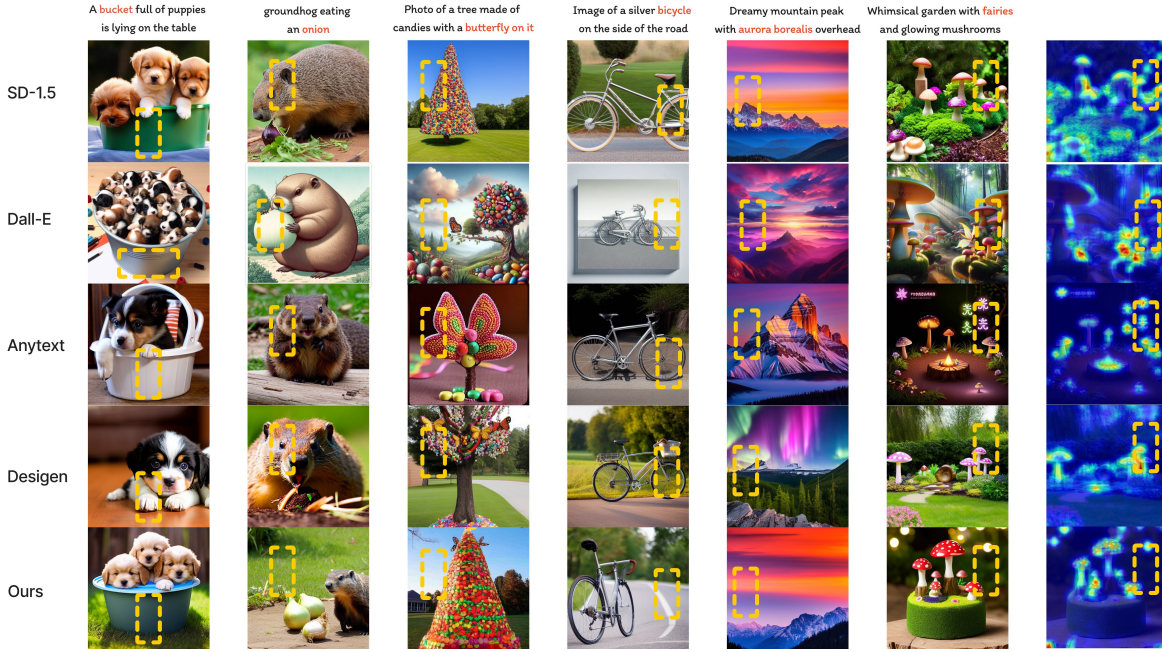 A bucket full of puppies
is lying on the table
groundhog eating
an onion
Photo of a tree made of
candies with a butterfly on it
Image of a silver bicycle
on the side of the road
Dreamy mountain peak
with aurora borealis overhead
Whimsical garden with fairies
and glowing mushrooms
SD-1.5
Dall-E
Anytext
Desigen
Ours